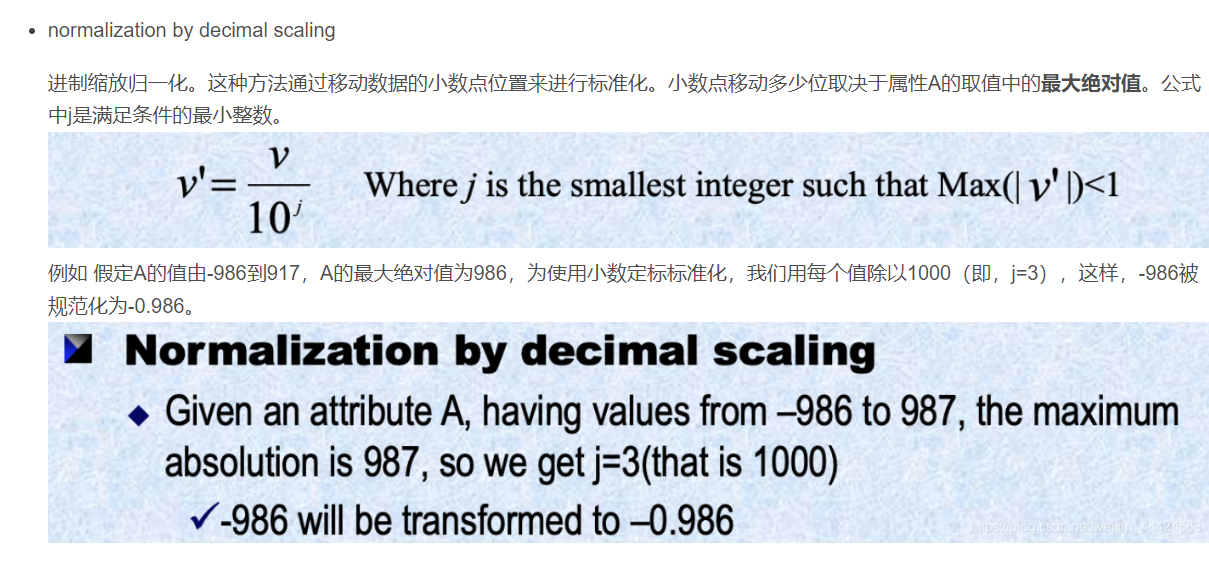 normalization by decimal scaling
进制缩放归一化。这种方法通过移动数据的小数点位置来进行标准化。小数点移动多少位取决于属性A的取值中的最大绝对值。公式
中j是满足条件的最小整数。
v'= v / 10^j Where j is the smallest integer such that Max(| v' |)<1
例如 假定A的值由-986到917，A的最大绝对值为986，为使用小数定标标准化，我们用每个值除以1000（即，j=3），这样，-986被
规范化为-0.986。
Normalization by decimal scaling
Given an attribute A, having values from –986 to 987, the maximum
absolution is 987, so we get j=3(that is 1000)
-986 will be transformed to –0.986